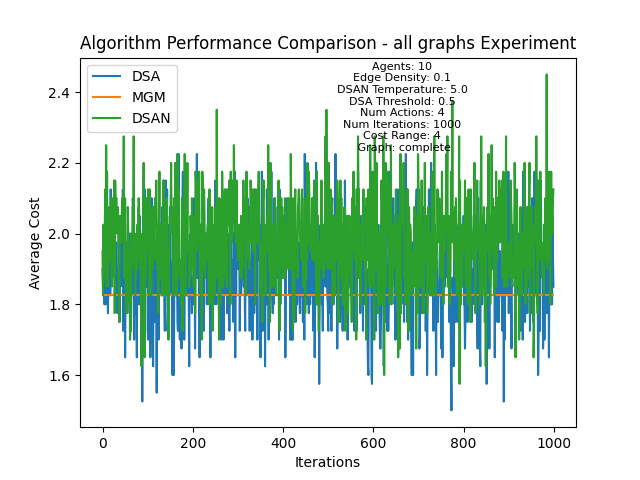 Algorithm Performance Comparison - all graphs Experiment
DSA
MGM
DSAN
Agents: 10
Edge Density: 0.1
DSAN Temperature: 5.0
DSA Threshold: 0.5
Num Actions: 4
Num Iterations: 1000
Cost Range: 4
Graph: complete
Average Cost
2.4
2.2
2.0
1.8
1.6
0
200
400
600
800
1000
Iterations